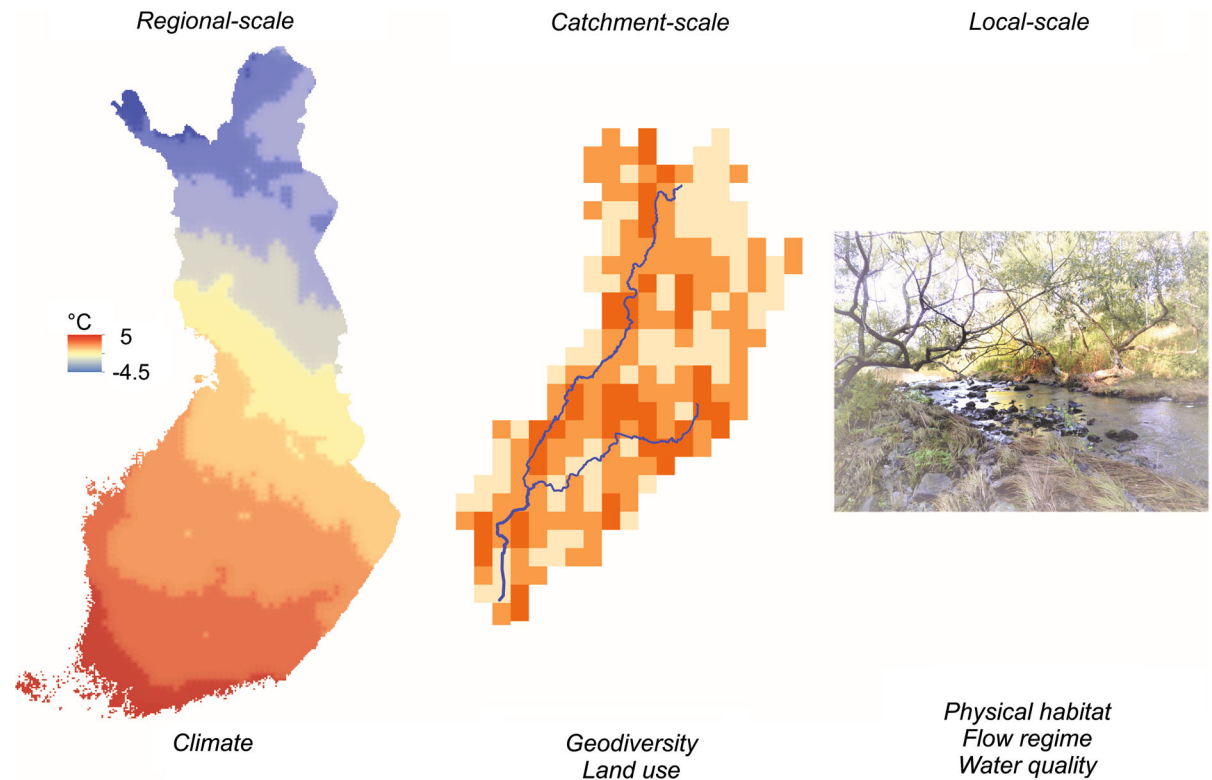 Regional-scale
Catchment-scale
Local-scale
°C
5
-4.5
Climate
Geodiversity
Land use
Physical habitat
Flow regime
Water quality